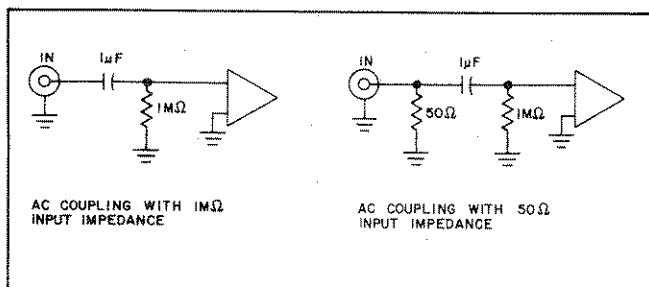 IN
1µF
1MΩ
AC COUPLING WITH 1MΩ
INPUT IMPEDANCE
IN
1µF
50Ω
1MΩ
AC COUPLING WITH 50Ω
INPUT IMPEDANCE